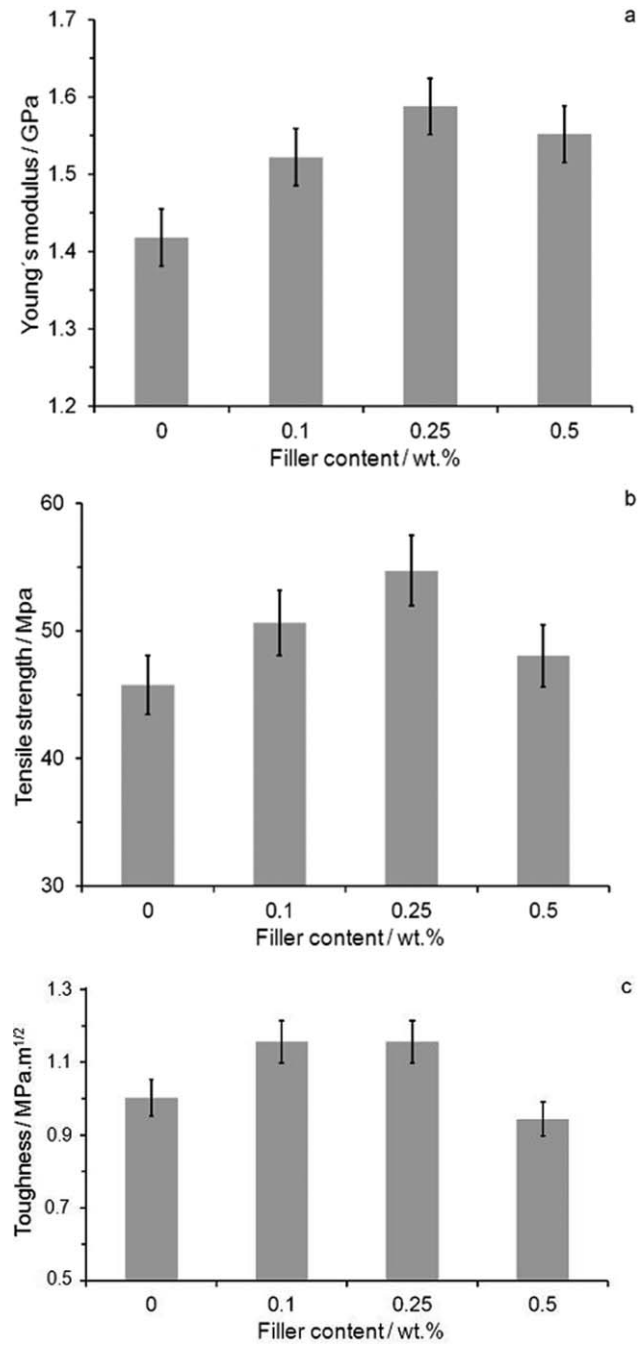 a
1.7
1.6
1.5
1.4
1.3
1.2
Young´s modulus / GPa
0 0.1 0.25 0.5
Filler content / wt.%
b
60
50
40
30
Tensile strength / Mpa
0 0.1 0.25 0.5
Filler content / wt.%
c
1.3
1.1
0.9
0.7
0.5
Toughness / MPa.m1/2
0 0.1 0.25 0.5
Filler content / wt.%